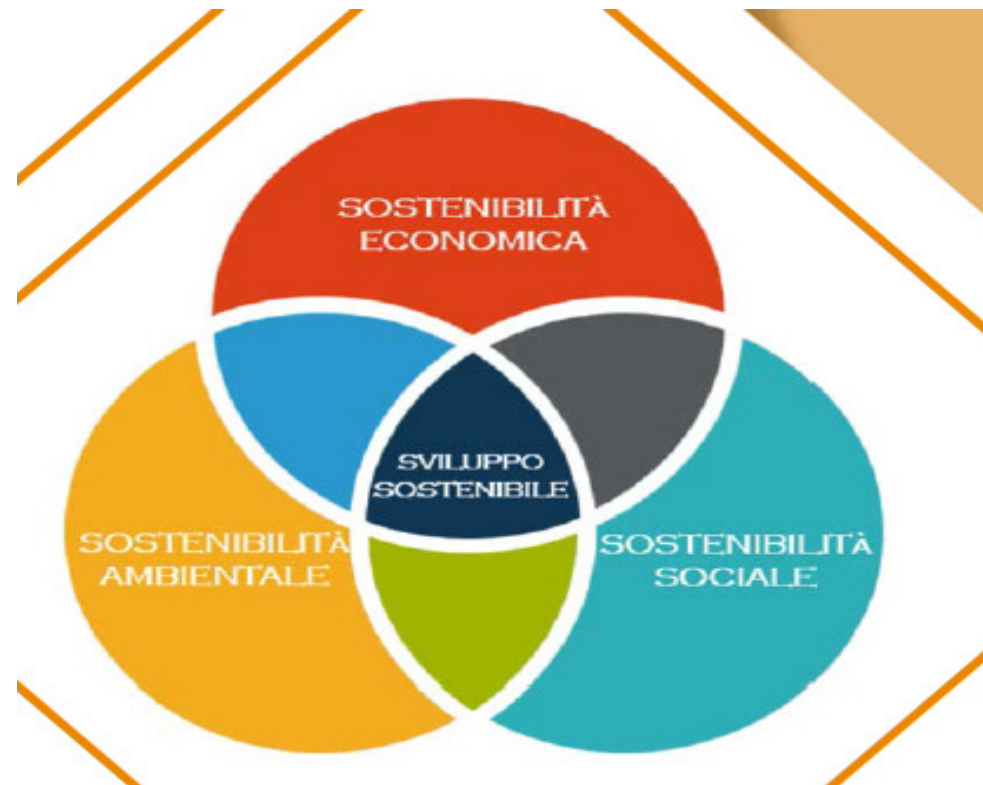 SOSTENIBILITÀ
ECONOMICA
SVILUPPO
SOSTENIBILE
SOSTENIBILITÀ
AMBIENTALE
SOSTENIBILITÀ
SOCIALE